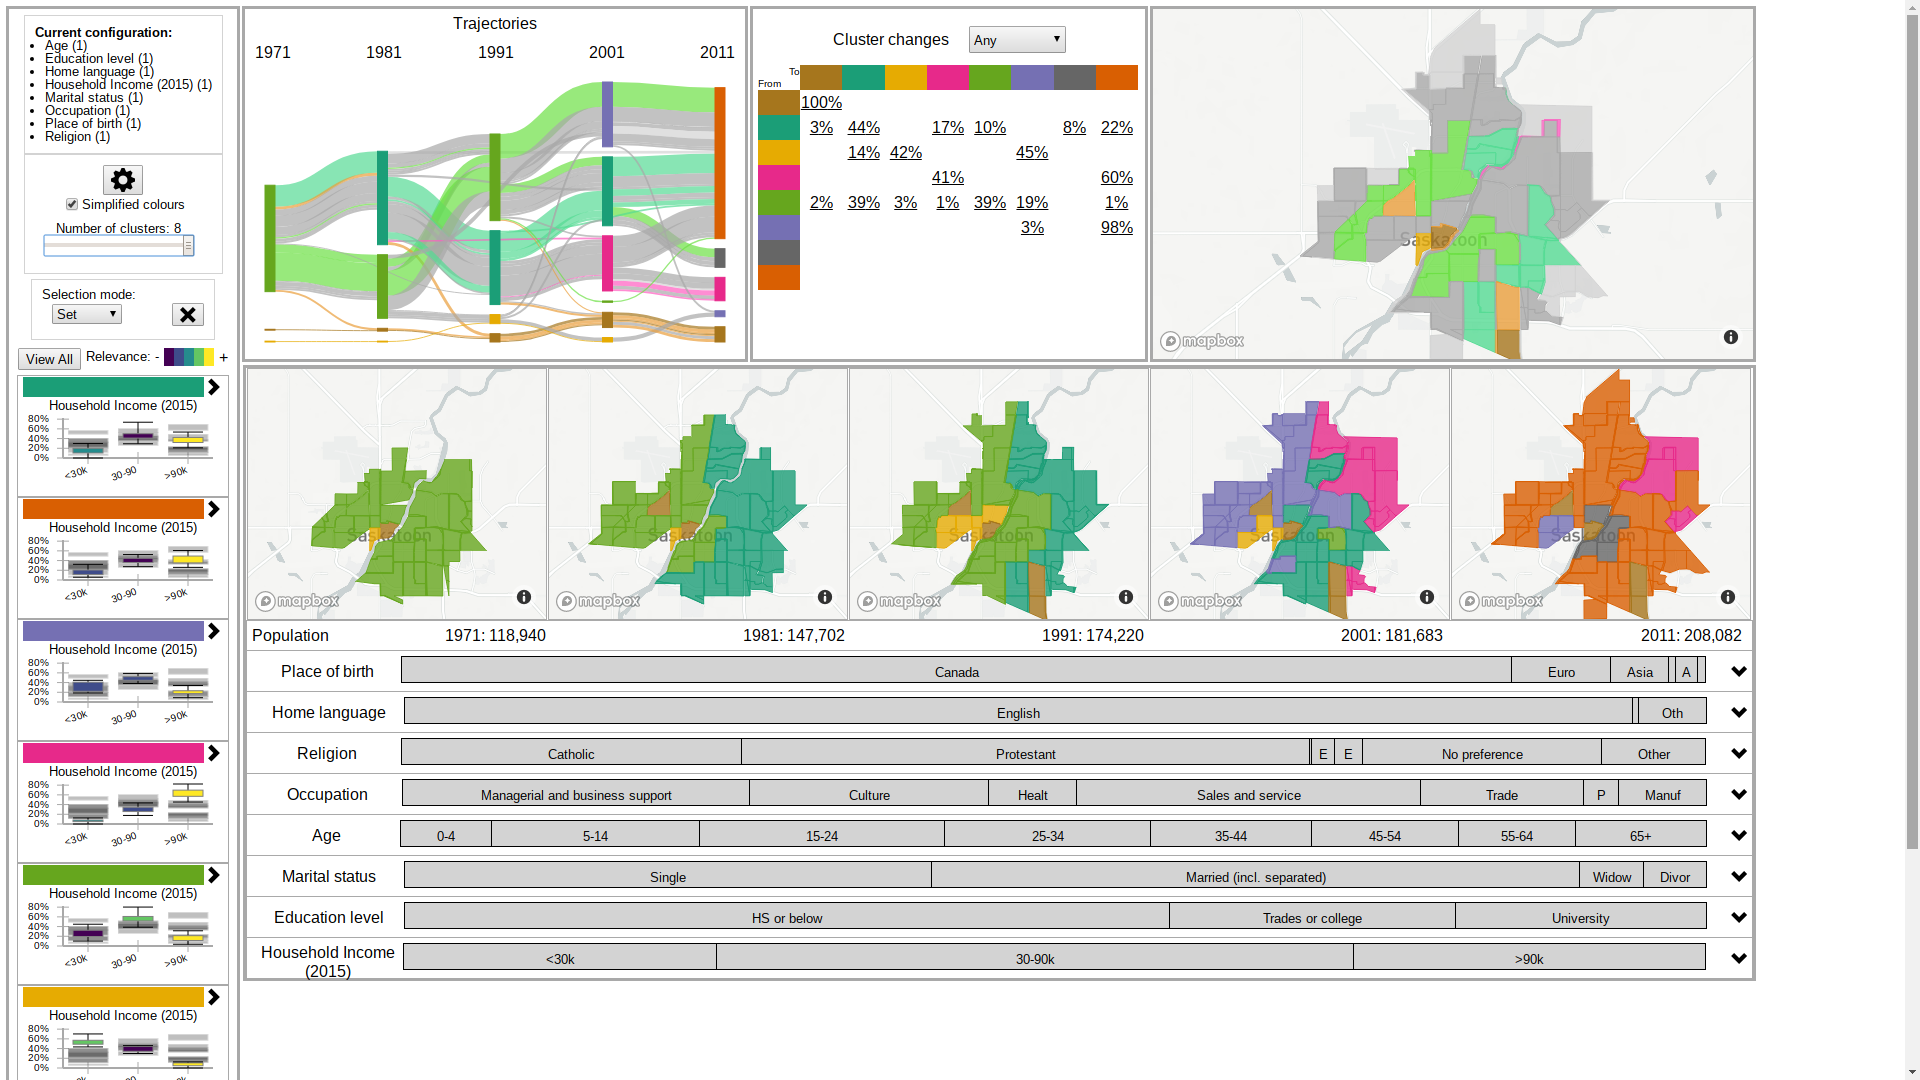 Current configuration:
Age (1)
Education level (1)
Home language (1)
Household Income (2015) (1)
Marital status (1)
Occupation (1)
Place of birth (1)
Religion (1)
Simplified colours
Number of clusters: 8
Selection mode:
Set
View All Relevance: - +
Household Income (2015)
80%
60%
40%
20%
0%
<30k 30-90 >90k
Household Income (2015)
80%
60%
40%
20%
0%
<30k 30-90 >90k
Household Income (2015)
80%
60%
40%
20%
0%
<30k 30-90 >90k
Household Income (2015)
80%
60%
40%
20%
0%
<30k 30-90 >90k
Household Income (2015)
80%
60%
40%
20%
0%
<30k 30-90 >90k
Household Income (2015)
80%
60%
40%
20%
0%
Trajectories
1971 1981 1991 2001 2011
Cluster changes Any
To
From
100%
3% 44% 17% 10% 8% 22%
14% 42% 45%
41% 60%
2% 39% 3% 1% 39% 19% 1%
3% 98%
Saskatoon
mapbox
Saskatoon
mapbox
Saskatoon
mapbox
Saskatoon
mapbox
Saskatoon
mapbox
Saskatoon
mapbox
Population 1971: 118,940 1981: 147,702 1991: 174,220 2001: 181,683 2011: 208,082
Place of birth Canada Euro Asia A
Home language English Oth
Religion Catholic Protestant E E No preference Other
Occupation Managerial and business support Culture Healt Sales and service Trade P Manuf
Age 0-4 5-14 15-24 25-34 35-44 45-54 55-64 65+
Marital status Single Married (incl. separated) Widow Divor
Education level HS or below Trades or college University
Household Income (2015) <30k 30-90k >90k